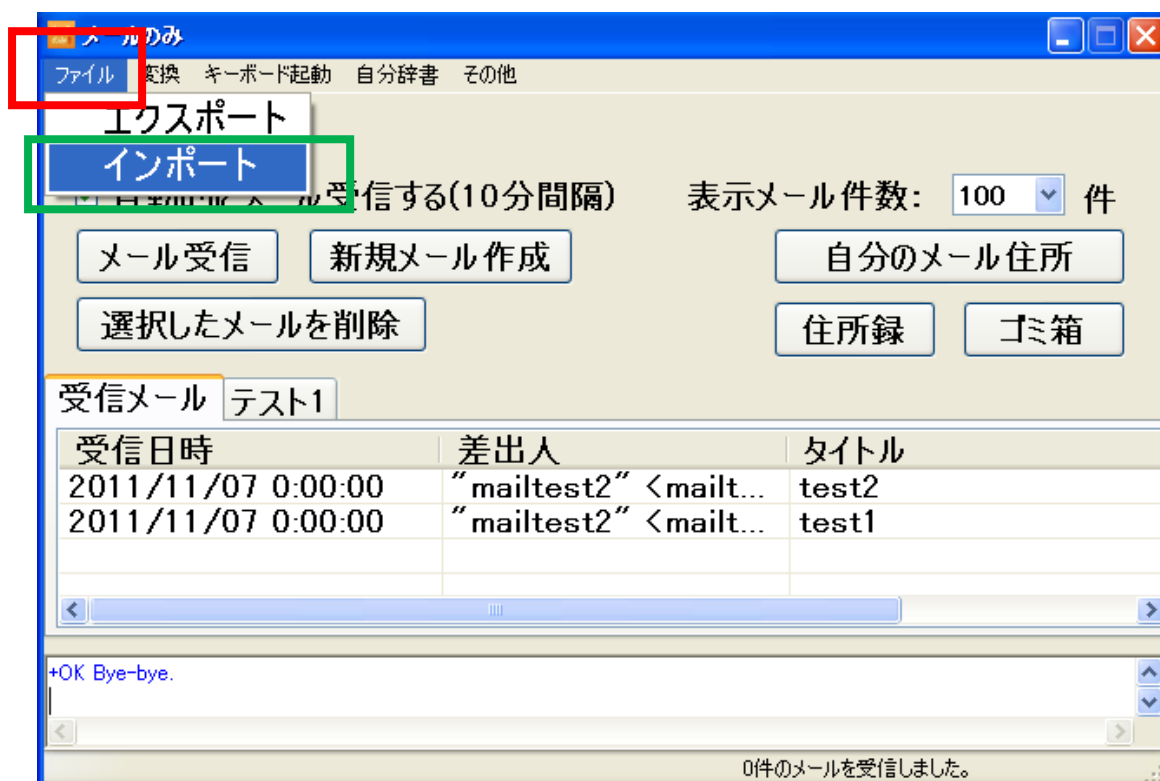 メールのみ
ファイル 変換 キーボード起動 自分辞書 その他
エクスポート
インポート
メール受信する(10分間隔) 表示メール件数: 100 件
メール受信 新規メール作成 自分のメール住所
選択したメールを削除 住所録 ゴミ箱
受信メール テスト1
受信日時 差出人 タイトル
2011/11/07 0:00:00 "mailtest2" <mailt... test2
2011/11/07 0:00:00 "mailtest2" <mailt... test1
+OK Bye-bye.
0件のメールを受信しました。